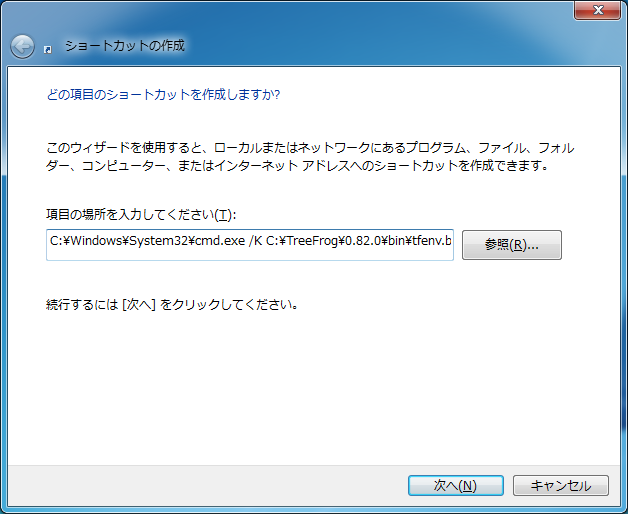 ショートカットの作成
どの項目のショートカットを作成しますか?
このウィザードを使用すると、ローカルまたはネットワークにあるプログラム、ファイル、フォル
ダー、コンピューター、またはインターネット アドレスへのショートカットを作成できます。
項目の場所を入力してください(T):
C:¥Windows¥System32¥cmd.exe /K C:¥TreeFrog¥0.82.0¥bin¥tfenv.b
参照(R)...
続行するには [次へ] をクリックしてください。
次へ(N)
キャンセル